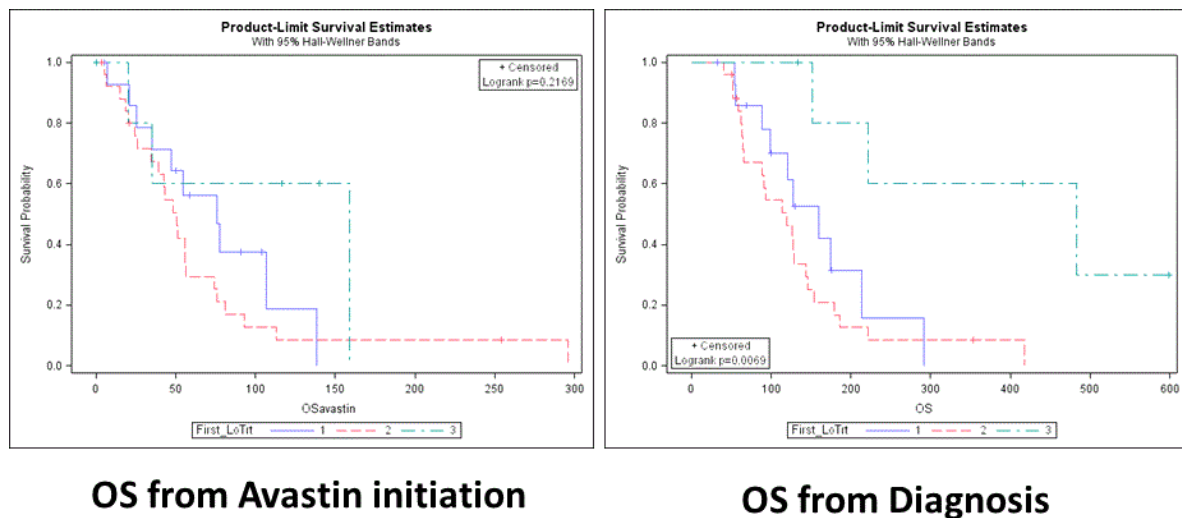 Product-Limit Survival Estimates
With 95% Hall-Wellner Bands
+ Censored
Logrank p=0.2169
1.0
0.8
0.6
0.4
0.2
0.0
Survival Probability
0 50 100 150 200 250 300
OSavastin
First_LoTrt 1 2 3
OS from Avastin initiation
Product-Limit Survival Estimates
With 95% Hall-Wellner Bands
1.0
0.8
0.6
0.4
0.2
0.0
Survival Probability
+ Censored
Logrank p=0.0069
0 100 200 300 400 500 600
OS
First_LoTrt 1 2 3
OS from Diagnosis